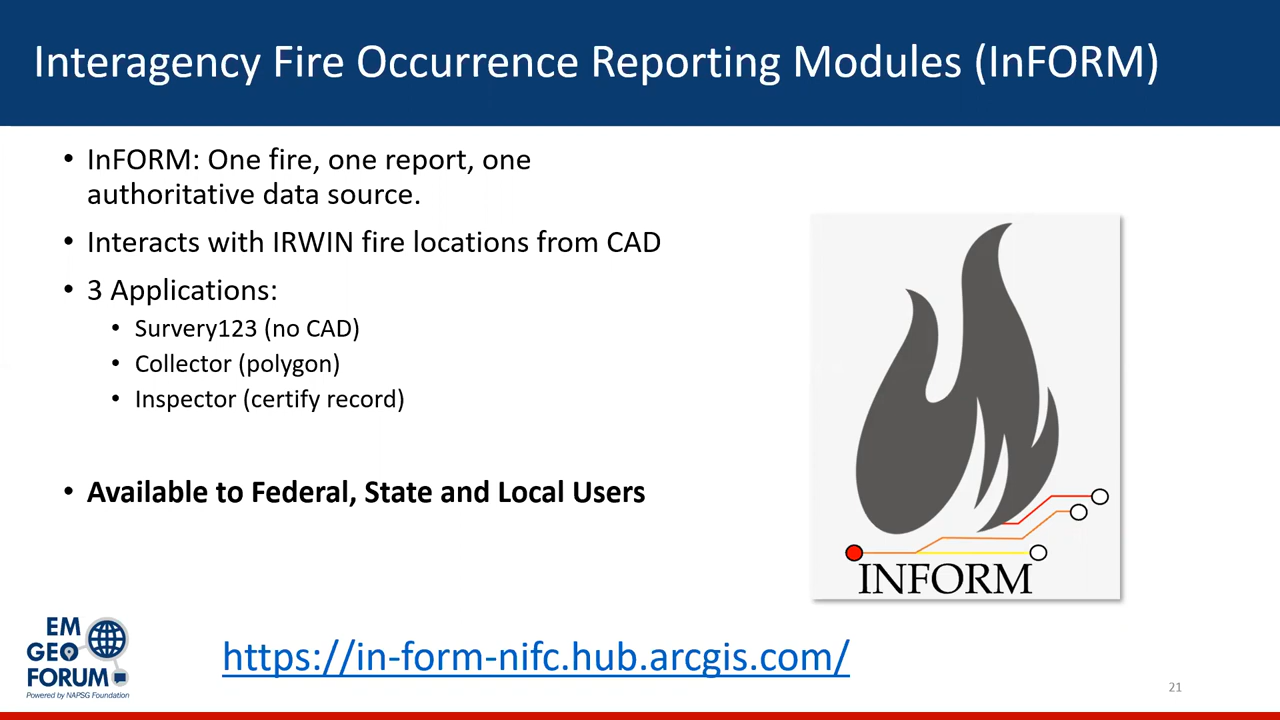 Interagency Fire Occurrence Reporting Modules (InFORM)
• InFORM: One fire, one report, one
authoritative data source.
• Interacts with IRWIN fire locations from CAD
• 3 Applications:
• Survery123 (no CAD)
• Collector (polygon)
• Inspector (certify record)
• Available to Federal, State and Local Users
INFORM
EM
GEO
FORUM
Powered by NAPSG Foundation
https://in-form-nifc.hub.arcgis.com/
21